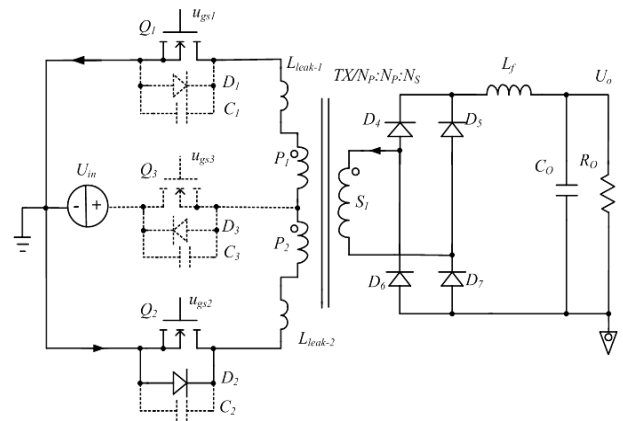 Q1
ugs1
Lleak-1
D1
C1
TX/NP:NP:NS
Lf
Uo
D4
D5
Q3
ugs3
P1
Uin
- +
S1
CO
RO
D3
C3
P2
D6
D7
Q2
ugs2
Lleak-2
D2
C2